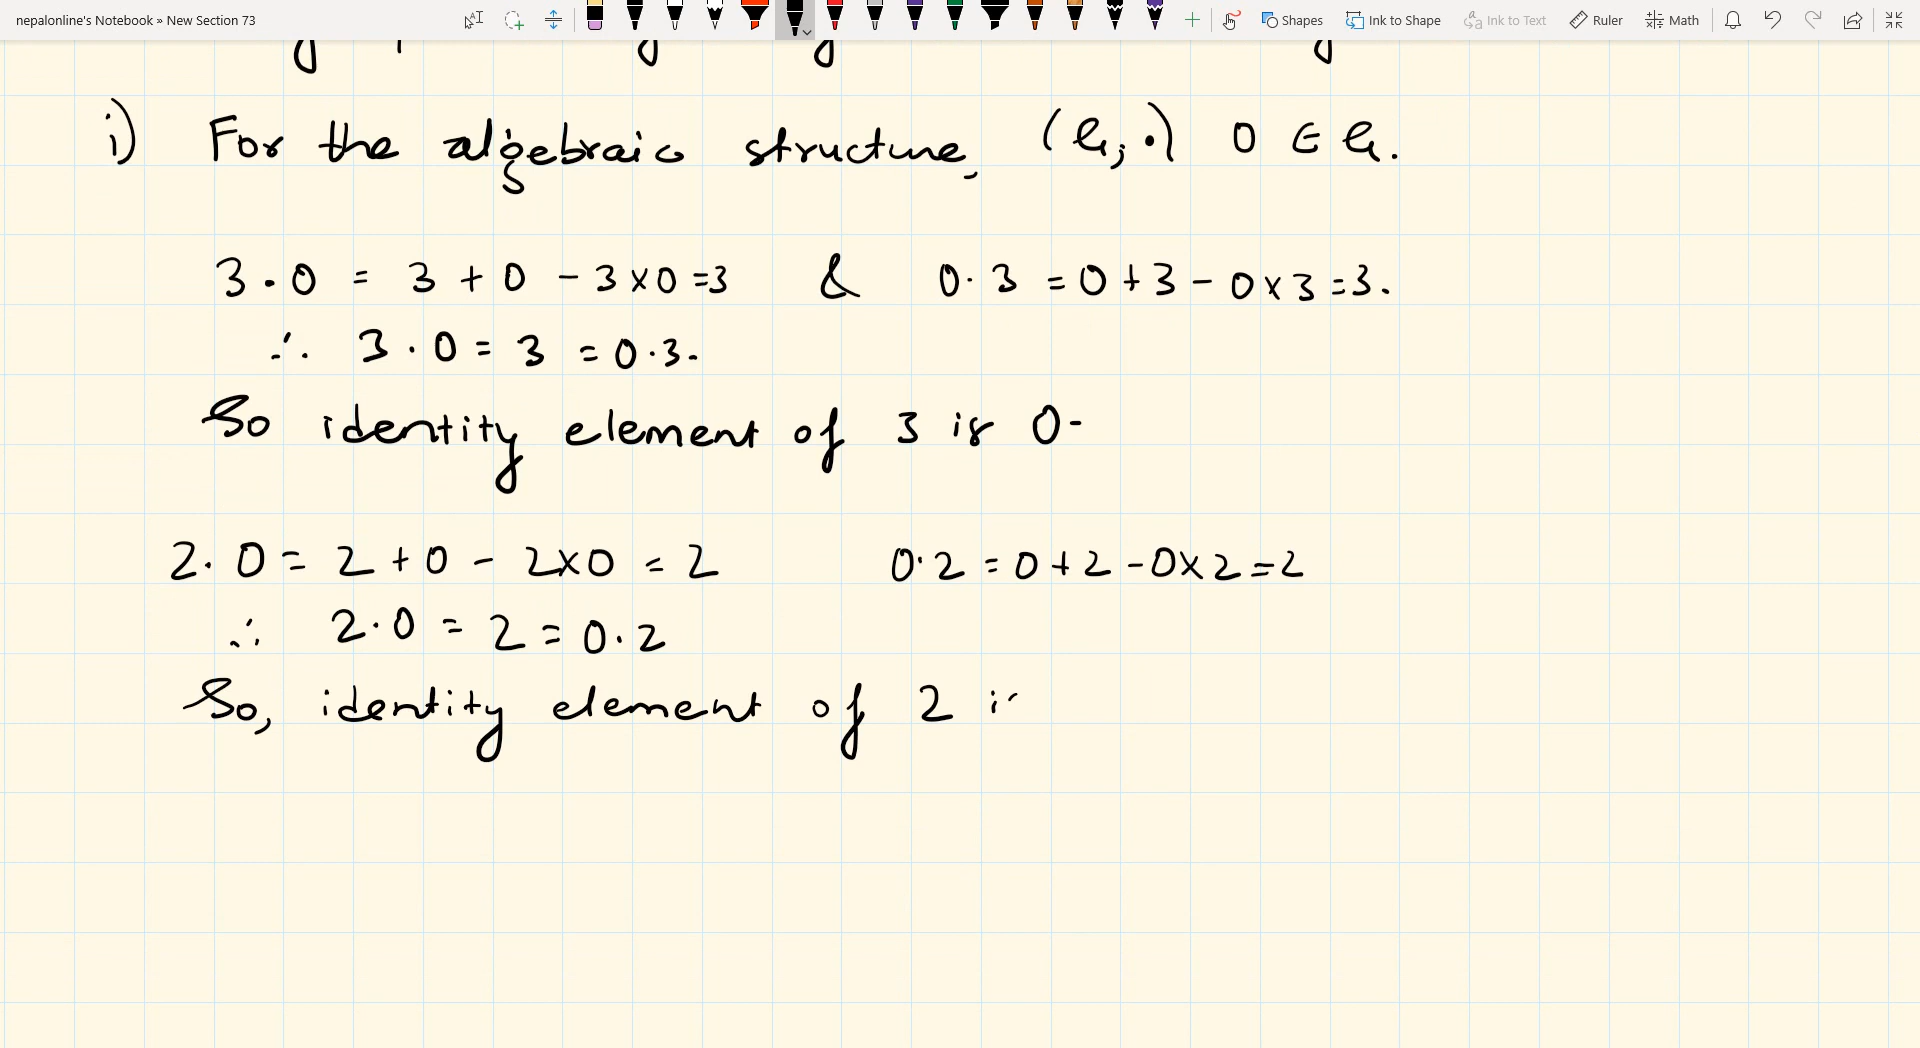 nepalonline's Notebook » New Section 73
Shapes Ink to Shape Ink to Text Ruler Math
i) For the algebraic structure, (G, ·) 0 ∈ G.
3 · 0 = 3 + 0 - 3 × 0 = 3 & 0 · 3 = 0 + 3 - 0 × 3 = 3.
∴ 3 · 0 = 3 = 0 · 3.
So identity element of 3 is 0.
2 · 0 = 2 + 0 - 2 × 0 = 2 0 · 2 = 0 + 2 - 0 × 2 = 2
∴ 2 · 0 = 2 = 0 · 2
So, identity element of 2 i